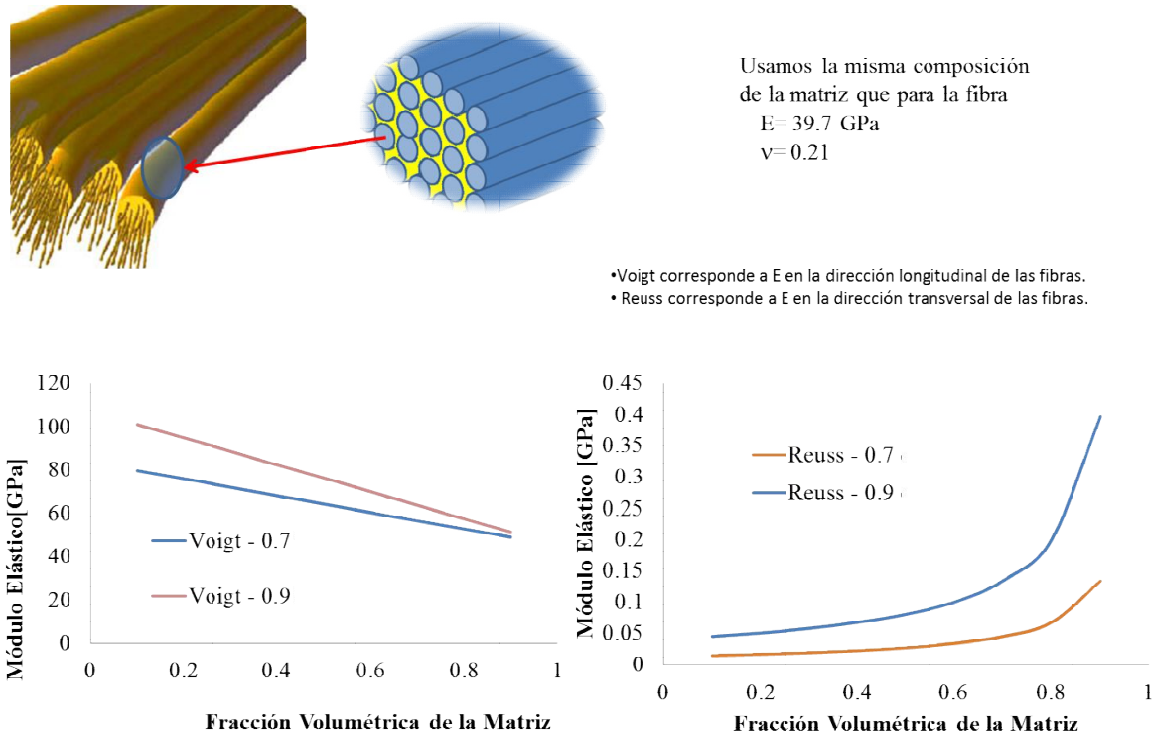 Usamos la misma composición
de la matriz que para la fibra
E= 39.7 GPa
ν= 0.21
•Voigt corresponde a E en la dirección longitudinal de las fibras.
• Reuss corresponde a E en la dirección transversal de las fibras.
Módulo Elástico[GPa]
120
100
80
60
40
20
0
Voigt - 0.7
Voigt - 0.9
0 0.2 0.4 0.6 0.8 1
Fracción Volumétrica de la Matriz
Módulo Elástico [GPa]
0.45
0.4
0.35
0.3
0.25
0.2
0.15
0.1
0.05
0
Reuss - 0.7
Reuss - 0.9
0 0.2 0.4 0.6 0.8 1
Fracción Volumétrica de la Matriz